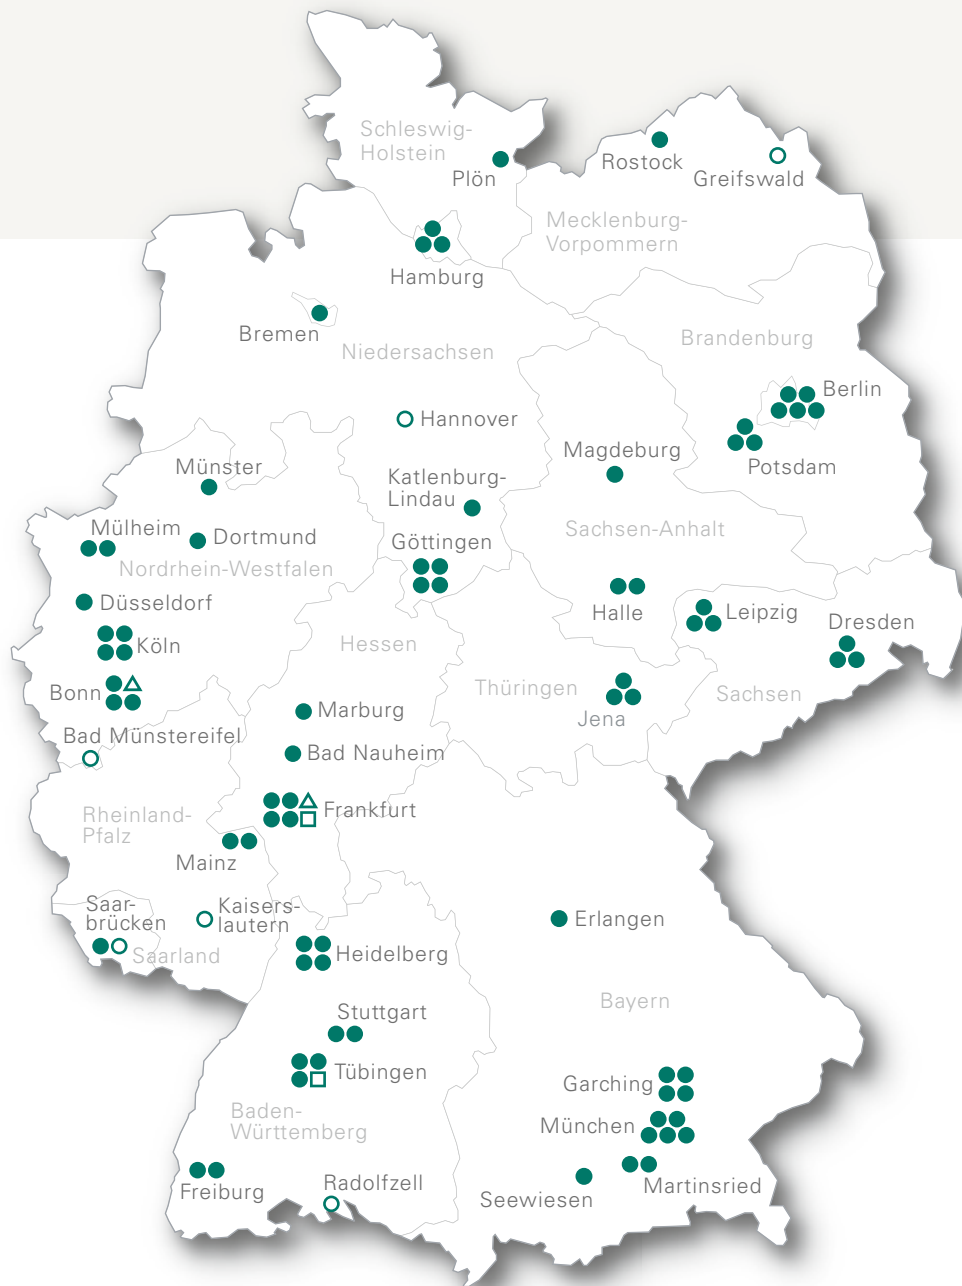 Schleswig-
Holstein
Plön
Rostock
Greifswald
Mecklenburg-
Vorpommern
Hamburg
Bremen
Niedersachsen
Brandenburg
Berlin
Hannover
Potsdam
Magdeburg
Münster
Katlenburg-
Lindau
Mülheim
Dortmund
Göttingen
Sachsen-Anhalt
Nordrhein-Westfalen
Düsseldorf
Halle
Leipzig
Dresden
Köln
Hessen
Bonn
Thüringen
Sachsen
Marburg
Jena
Bad Münstereifel
Bad Nauheim
Rheinland-
Pfalz
Frankfurt
Mainz
Saar-
brücken
Kaisers-
lautern
Erlangen
Saarland
Heidelberg
Bayern
Stuttgart
Tübingen
Garching
Baden-
Württemberg
München
Freiburg
Radolfzell
Seewiesen
Martinsried